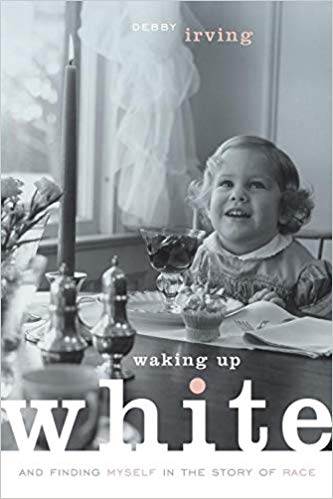 DEBBY irving
waking up
white
AND FINDING MYSELF IN THE STORY OF RACE